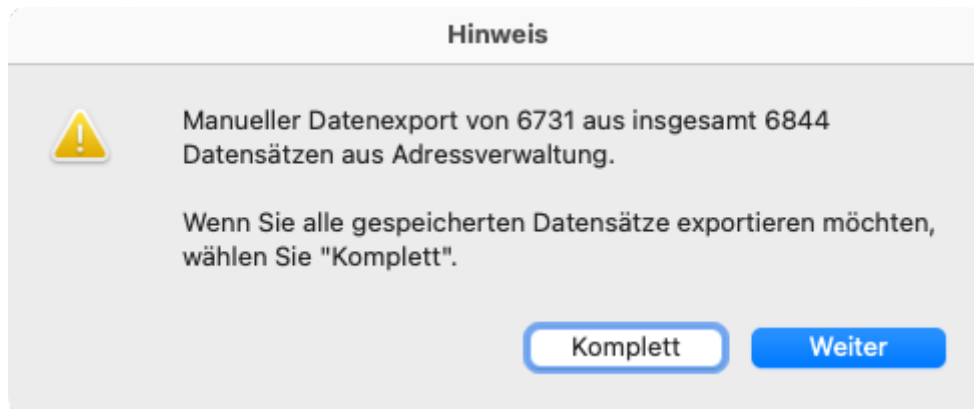 Hinweis
Manueller Datenexport von 6731 aus insgesamt 6844
Datensätzen aus Adressverwaltung.
Wenn Sie alle gespeicherten Datensätze exportieren möchten,
wählen Sie "Komplett".
Komplett
Weiter